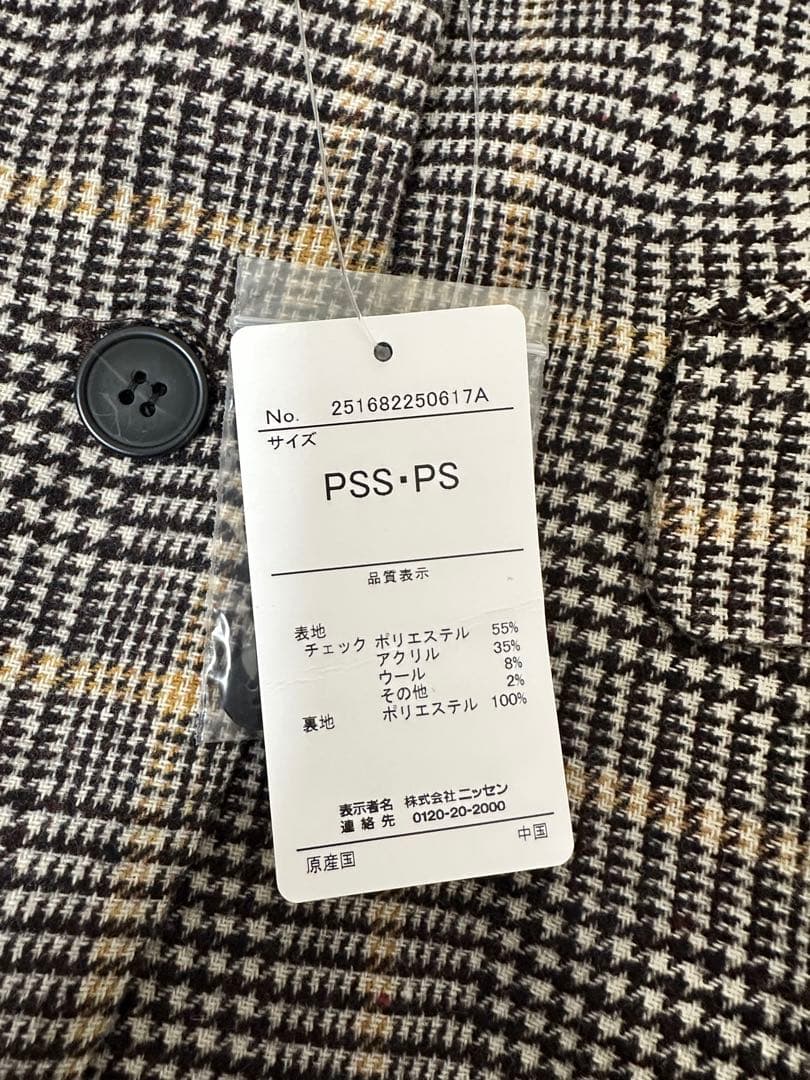 No. 251682250617A
サイズ
PSS・PS
品質表示
表地
チェック ポリエステル 55%
アクリル 35%
ウール 8%
その他 2%
裏地 ポリエステル 100%
表示者名 株式会社ニッセン
連絡先 0120-20-2000
原産国 中国